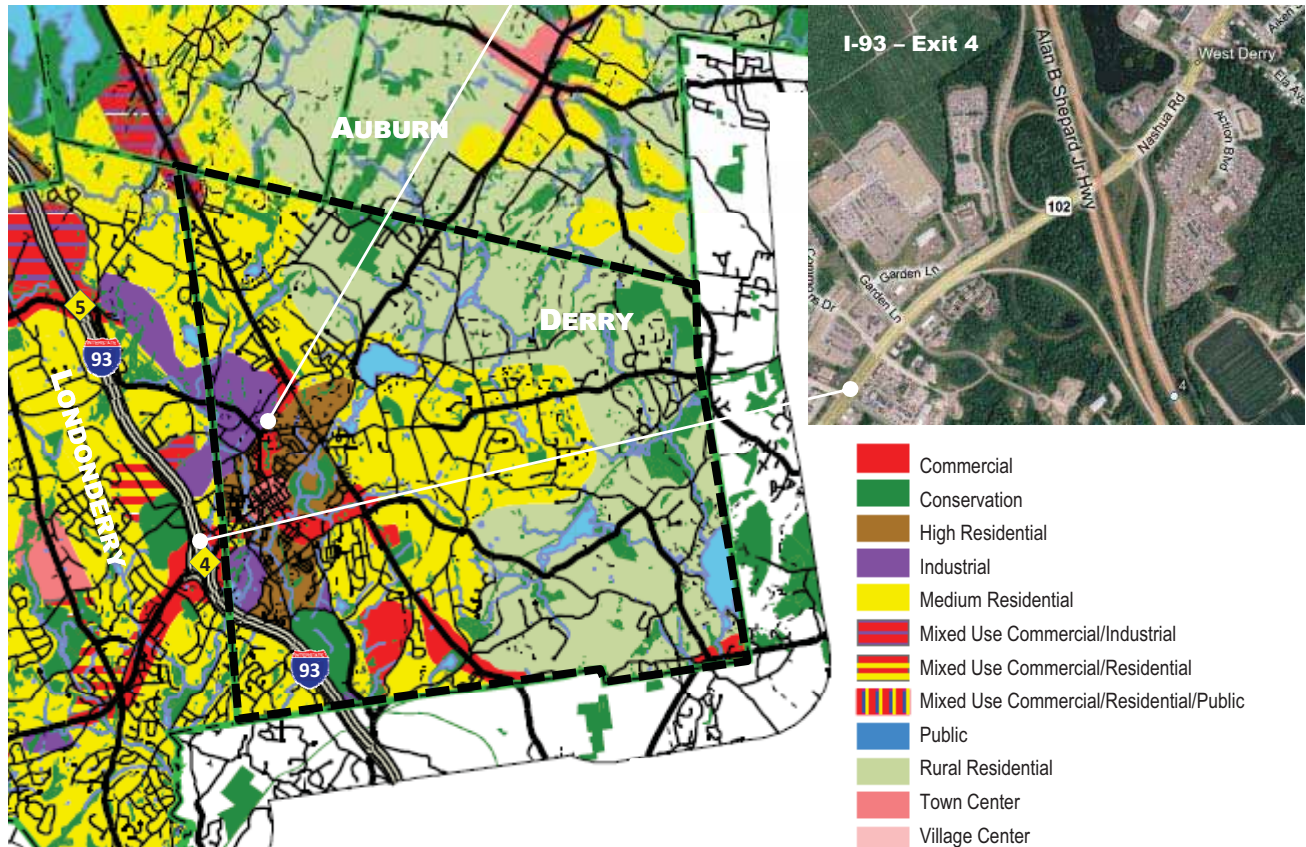 AUBURN
DERRY
LONDONDERRY
5
INTERSTATE
93
4
INTERSTATE
93
I-93 – Exit 4
Alan B Shepard Jr Hwy
West Derry
Nashua Rd
Action Blvd
102
Garden Ln
Garden Ln
4
Commercial
Conservation
High Residential
Industrial
Medium Residential
Mixed Use Commercial/Industrial
Mixed Use Commercial/Residential
Mixed Use Commercial/Residential/Public
Public
Rural Residential
Town Center
Village Center